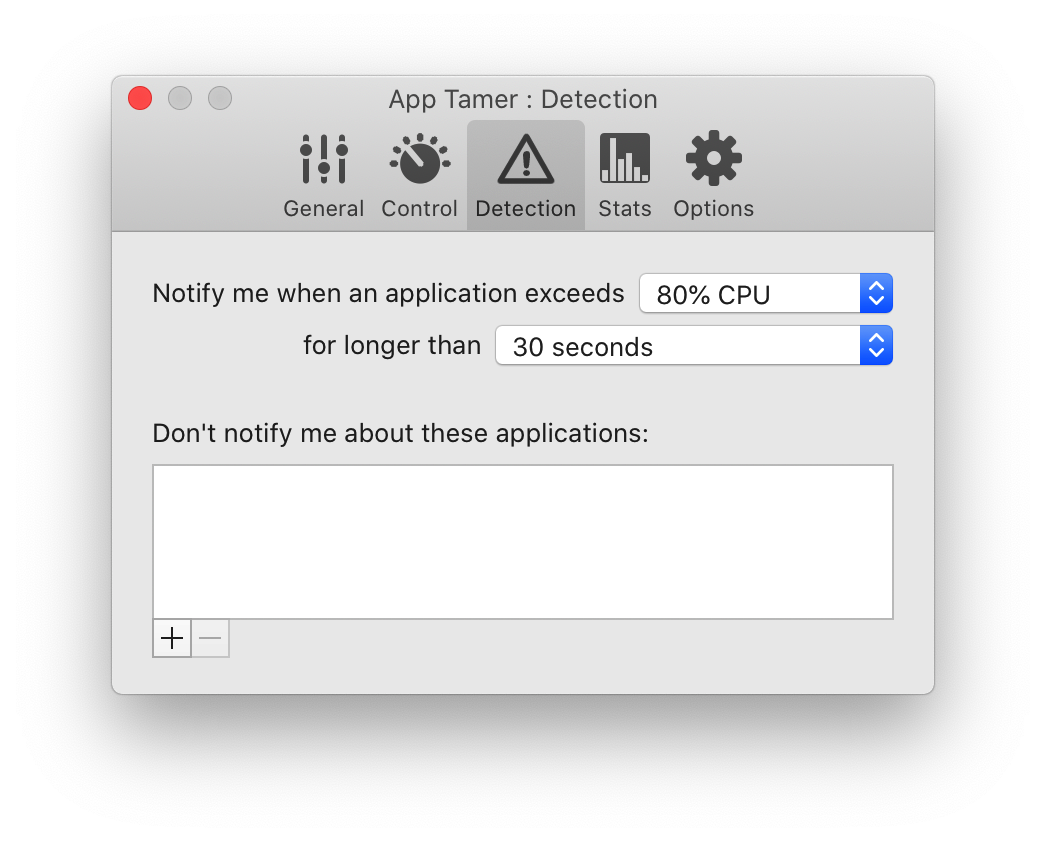 App Tamer : Detection
General Control Detection Stats Options
Notify me when an application exceeds 80% CPU
for longer than 30 seconds
Don't notify me about these applications: